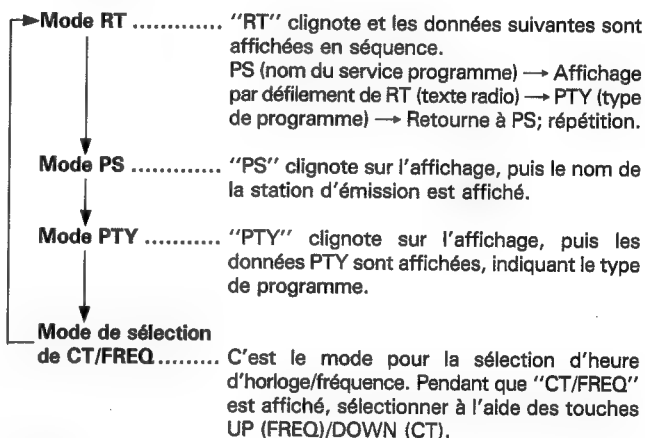 Mode RT ............. ‘‘RT’’ clignote et les données suivantes sont
affichées en séquence.
PS (nom du service programme) → Affichage
par défilement de RT (texte radio) → PTY (type
de programme) → Retourne à PS; répétition.
Mode PS ............. ‘‘PS’’ clignote sur l'affichage, puis le nom de
la station d'émission est affiché.
Mode PTY ........... ‘‘PTY’’ clignote sur l'affichage, puis les
données PTY sont affichées, indiquant le type
de programme.
Mode de sélection
de CT/FREQ ......... C'est le mode pour la sélection d'heure
d'horloge/fréquence. Pendant que ‘‘CT/FREQ’’
est affiché, sélectionner à l'aide des touches
UP (FREQ)/DOWN (CT).